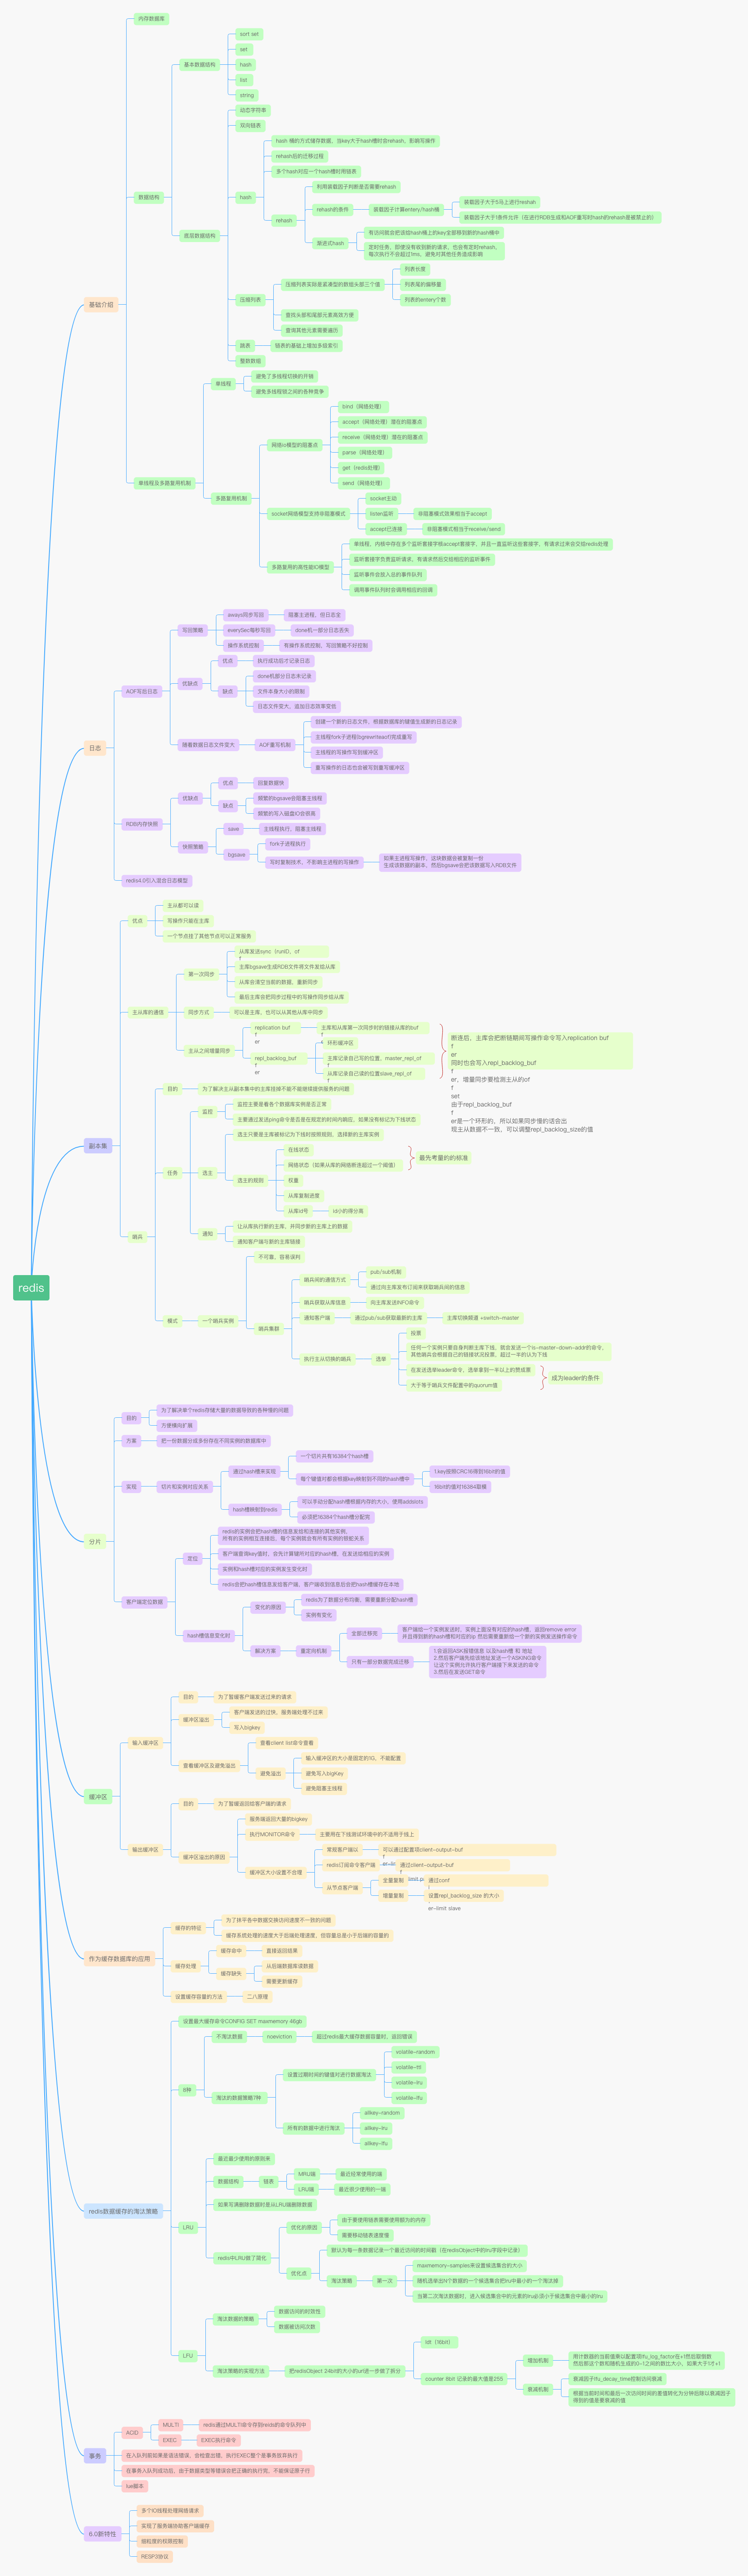 redis
基础介绍
内存数据库
数据结构
基本数据结构
sort set
set
hash
list
string
底层数据结构
动态字符串
双向链表
hash
hash 桶的方式储存数据，当key大于hash槽时会rehash，影响写操作
rehash后的迁移过程
多个hash对应一个hash槽时用链表
rehash
利用装载因子判断是否需要rehash
rehash的条件
装载因子计算entery/hash桶
装载因子大于5马上进行reshah
装载因子大于1条件允许（在进行RDB生成和AOF重写时hash的rehash是被禁止的）
渐进式hash
有访问就会把该给hash桶上的key全部移到新的hash桶中
定时任务，即便没有收到新的请求，也会有定时rehash，
每次执行不会超过1ms，避免对其他任务造成影响
压缩列表
压缩列表实际是紧凑型的数组头部三个值
列表长度
列表尾的偏移量
列表的entery个数
查找头部和尾部元素高效方便
查询其他元素需要遍历
跳表
链表的基础上增加多级索引
整数数组
单线程及多路复用机制
单线程
避免了多线程切换的开销
避免多线程锁之间的各种竞争
多路复用机制
网络io模型的阻塞点
bind（网络处理）
accept（网络处理）潜在的阻塞点
receive（网络处理）潜在的阻塞点
parse（网络处理）
get（redis处理）
send（网络处理）
socket网络模型支持非阻塞模式
socket主动
listen监听
非阻塞模式效果相当于accept
accept已连接
非阻塞模式相当于receive/send
多路复用的高性能IO模型
单线程，内核中存在多个监听套接字核accept套接字，并且一直监听这些套接字，有请求过来会交给redis处理
监听套接字负责监听请求，有请求然后交给相应的监听事件
监听事件会放入总的事件队列
调用事件队列时会调用相应的回调
日志
AOF写后日志
写回策略
aways同步写回
阻塞主进程，但日志全
everySec每秒写回
done机一部分日志丢失
操作系统控制
有操作系统控制，写回策略不好控制
优缺点
优点
执行成功后才记录日志
缺点
done机部分日志未记录
文件本身大小的限制
日志文件变大，追加日志效率变低
随着数据日志文件变大
AOF重写机制
创建一个新的日志文件，根据数据库的键值生成新的日志记录
主线程fork子进程(bgrewriteaof)完成重写
主线程的写操作写到缓冲区
重写操作的日志也会被写到重写缓冲区
RDB内存快照
优缺点
优点
回复数据快
缺点
频繁的bgsave会阻塞主线程
频繁的写入磁盘IO会很高
快照策略
save
主线程执行，阻塞主线程
bgsave
fork子进程执行
写时复制技术，不影响主进程的写操作
如果主进程写操作，这块数据会被复制一份
生成该数据的副本，然后bgsave会把该数据写入RDB文件
redis4.0引入混合日志模型
副本集
优点
主从都可以读
写操作只能在主库
一个节点挂了其他节点可以正常服务
主从库的通信
第一次同步
从库发送sync（runID、of
f
主库bgsave生成RDB文件将文件发给从库
从库会清空当前的数据，重新同步
最后主库会把同步过程中的写操作同步给从库
同步方式
可以是主库，也可以从其他从库中同步
主从之间增量同步
replication buf
f
er
主库和从库第一次同步时的链接从库的buf
f
repl_backlog_buf
f
er
环形缓冲区
主库记录自己写的位置，master_repl_of
f
从库记录自己读的位置slave_repl_of
f
断连后，主库会把断链期间写操作命令写入replication buf
f
er
同时也会写入repl_backlog_buf
f
er，增量同步要检测主从的of
f
set
由于repl_backlog_buf
f
er是一个环形的，所以如果同步慢的话会出
现主从数据不一致，可以调整repl_backlog_size的值
哨兵
目的
为了解决主从副本集中的主库挂掉不能不能继续提供服务的问题
任务
监控
监控主要是看各个数据库实例是否正常
主要通过发送ping命令是否是在规定的时间内响应，如果没有标记为下线状态
选主
选主只要是主库被标记为下线时按照规则，选择新的主库实例
选主的规则
在线状态
网络状态（如果从库的网络断连超过一个阈值）
权重
从库复制进度
从库id号
id小的得分高
最先考量的的标准
通知
让从库执行新的主库，并同步新的主库上的数据
通知客户端与新的主库链接
模式
一个哨兵实例
不可靠，容易误判
哨兵集群
哨兵间的通信方式
pub/sub机制
通过向主库发布订阅来获取哨兵间的信息
哨兵获取从库信息
向主库发送INFO命令
通知客户端
通过pub/sub获取最新的主库
主库切换频道 +switch-master
执行主从切换的哨兵
选举
投票
任何一个实例只要自身判断主库下线，就会发送一个is-master-down-addr的命令，
其他哨兵会根据自己的链接状况投票，超过一半的认为下线
在发送选举leader命令，选举拿到一半以上的赞成票
大于等于哨兵文件配置中的quorum值
成为leader的条件
分片
目的
为了解决单个redis存储大量的数据导致的各种慢的问题
方便横向扩展
方案
把一份数据分成多份存在不同实例的数据库中
实现
切片和实例对应关系
通过hash槽来实现
一个切片共有16384个hash槽
每个键值对都会根据key映射到不同的hash槽中
1.key按照CRC16得到16bit的值
16bit的值对16384取模
hash槽映射到redis
可以手动分配hash槽根据内存的大小，使用addslots
必须把16384个hash槽分配完
客户端定位数据
定位
redis的实例会把hash槽的信息发给和连接的其他实例，
所有的实例相互连接后，每个实例就会有所有实例的哲配关系
客户端查询key值时，会先计算键所对应的hash槽，在发送给相应的实例
实例和hash槽对应的实例发生变化时
redis会把hash槽信息发给客户端，客户端收到信息后会把hash槽缓存在本地
hash槽信息变化时
变化的原因
redis为了数据分布均衡，需要重新分配hash槽
实例有变化
解决方案
重定向机制
全部迁移完
客户端给一个实例发送时，实例上面没有对应的hash槽，返回remove error
并且得到新的hash槽和对应的ip 然后需要重新给一个新的实例发送操作命令
只有一部分数据完成迁移
1.会返回ASK报错信息 以及hash槽 和 地址
2.然后客户端先给该地址发送一个ASKING命令
让这个实例允许执行客户端接下来发送的命令
3.然后在发送GET命令
缓冲区
输入缓冲区
目的
为了暂缓客户端发送过来的请求
缓冲区溢出
客户端发送的过快，服务端处理不过来
写入bigkey
查看缓冲区及避免溢出
查看client list命令查看
避免溢出
输入缓冲区的大小是固定的1G，不能配置
避免写入bigKey
避免阻塞主线程
输出缓冲区
目的
为了暂缓返回给客户端的请求
缓冲区溢出的原因
服务端返回大量的bigkey
执行MONITOR命令
主要用在下线测试环境中的不适用于线上
缓冲区大小设置不合理
常规客户端以
可以通过配置项client-output-buf
f
redis订阅命令客户端
通过client-output-buf
f
从节点客户端
全量复制
通过conf
i
er-limit slave
增量复制
设置repl_backlog_size 的大小
作为缓存数据库的应用
缓存的特征
为了持平各中数据交换访问速度不一致的问题
缓存系统处理的速度大于后端处理速度，但容量总是小于后端的容量的
缓存处理
缓存命中
直接返回结果
缓存缺失
从后端数据库读数据
需要更新缓存
设置缓存容量的方法
二八原理
redis数据缓存的淘汰策略
设置最大缓存命令CONFIG SET maxmemory 46gb
8种
不淘汰数据
noeviction
超过redis最大缓存数据容量时，返回错误
淘汰的数据策略7种
设置过期时间的键值对进行数据淘汰
volatile-random
volatile-ttl
volatile-lru
volatile-lfu
所有的数据中进行淘汰
allkey-random
allkey-lru
allkey-lfu
LRU
最近最少使用的原则来
数据结构
链表
MRU端
最近经常使用的端
LRU端
最近很少使用的一端
如果写满删除数据时是从LRU端删除数据
redis中LRU做了简化
优化的原因
由于要使用链表需要使用额为的内存
需要移动链表速度慢
优化点
默认为每一条数据记录一个最近访问的时间戳（在redisObject中的lru字段中记录）
淘汰策略
第一次
maxmemory-samples来设置候选集合的大小
随机选举出N个数据的一个候选集合把lru中最小的一个淘汰掉
当第二次淘汰数据时，进入候选集合中的元素的lru必须小于候选集合中最小的lru
LFU
淘汰数据的策略
数据访问的时效性
数据被访问次数
淘汰策略的实现方法
把redisObject 24bit的大小的url进一步做了拆分
ldt（16bit）
counter 8bit 记录的最大值是255
增加机制
用计数器的当前值乘以配置项lfu_log_factor在+1然后取倒数
然后那这个数和随机生成的0-1之间的数比大小，如果大于1才+1
衰减机制
衰减因子lfu_decay_time控制访问衰减
根据当前时间和最后一次访问时间的差值转化为分钟后除以衰减因子
得到的值是要衰减的值
事务
ACID
MULTI
redis通过MULTI命令存到reids的命令队列中
EXEC
EXEC执行命令
在入队列前如果是语法错误，会检查出错，执行EXEC整个是事务放弃执行
在事务入队列成功后，由于数据类型等错误会把正确的执行完，不能保证原子行
lua脚本
6.0新特性
多个IO线程处理网络请求
实现了服务端协助客户端缓存
细粒度的权限控制
RESP3协议